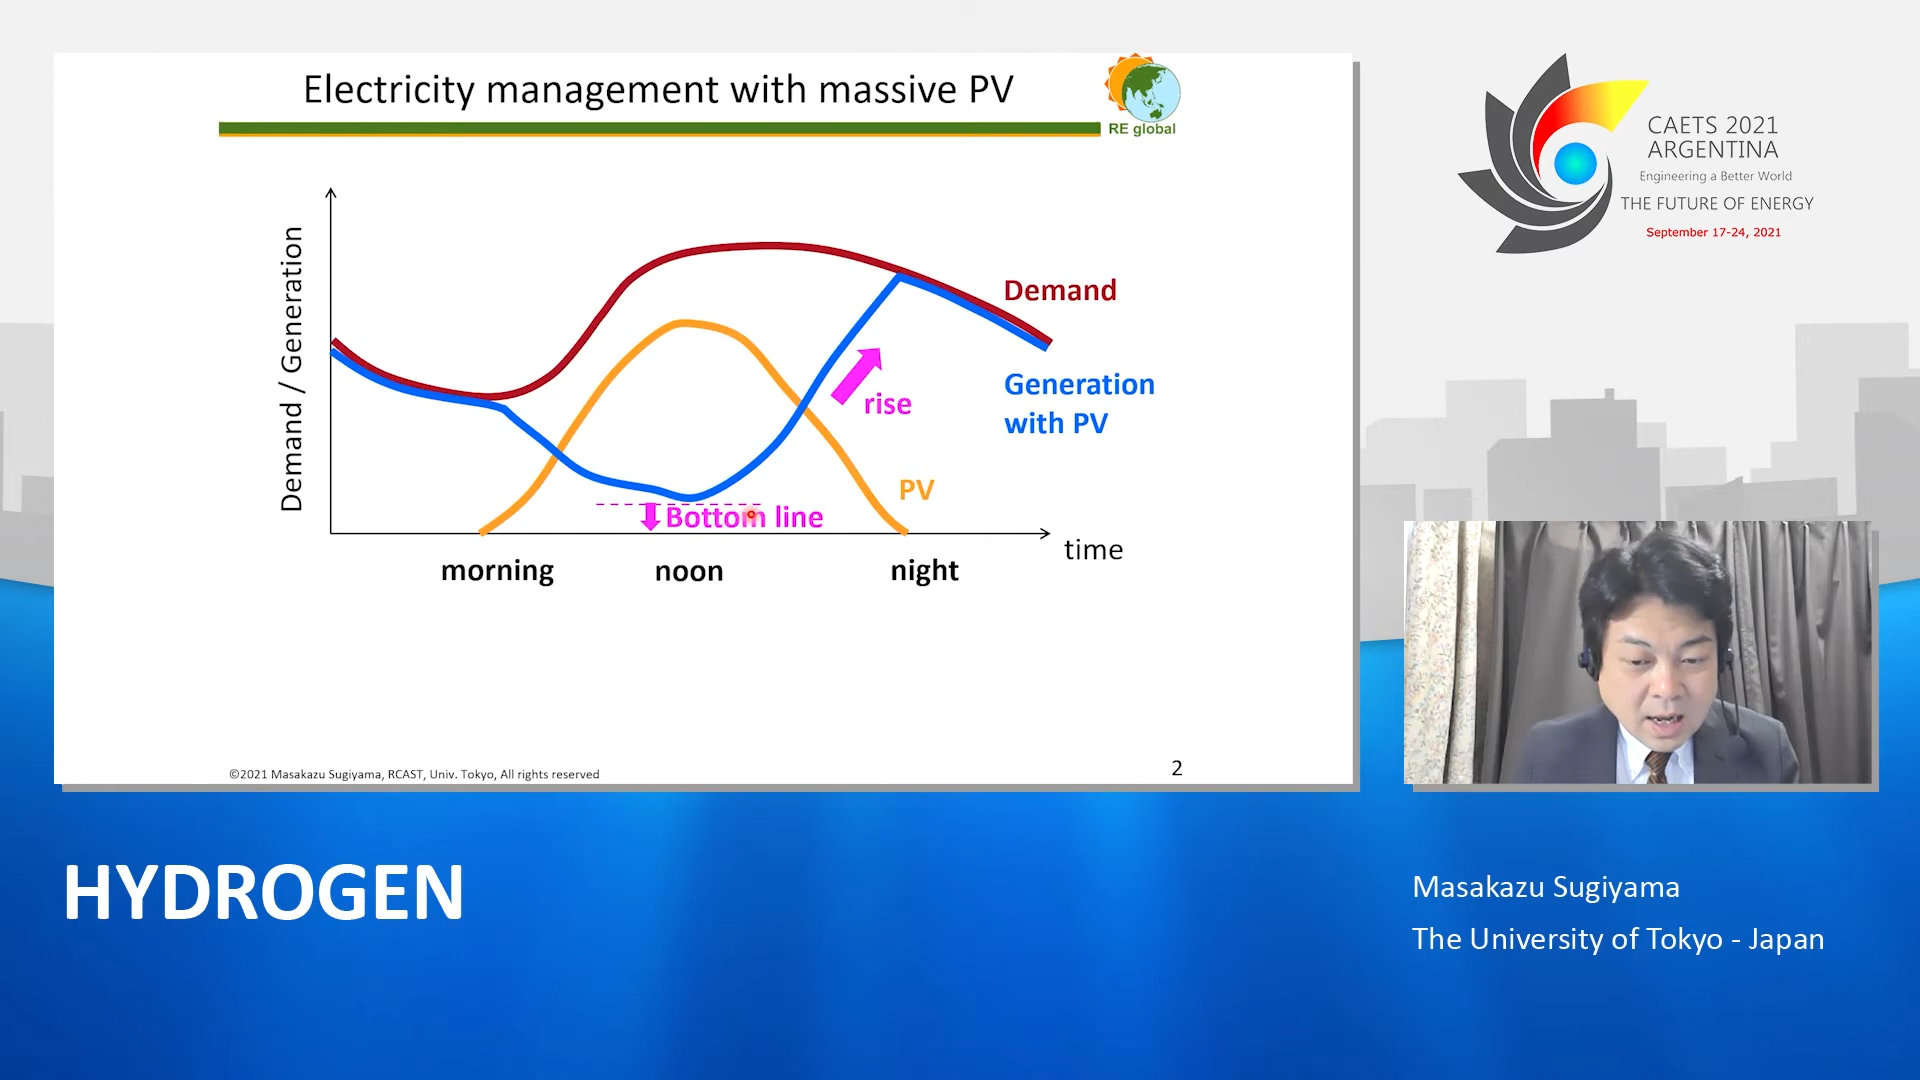 Electricity management with massive PV
RE global
Demand / Generation
Demand
Generation
with PV
rise
PV
Bottom line
time
morning
noon
night
©2021 Masakazu Sugiyama, RCAST, Univ. Tokyo, All rights reserved
2
CAETS 2021
ARGENTINA
Engineering a Better World
THE FUTURE OF ENERGY
September 17-24, 2021
HYDROGEN
Masakazu Sugiyama
The University of Tokyo - Japan